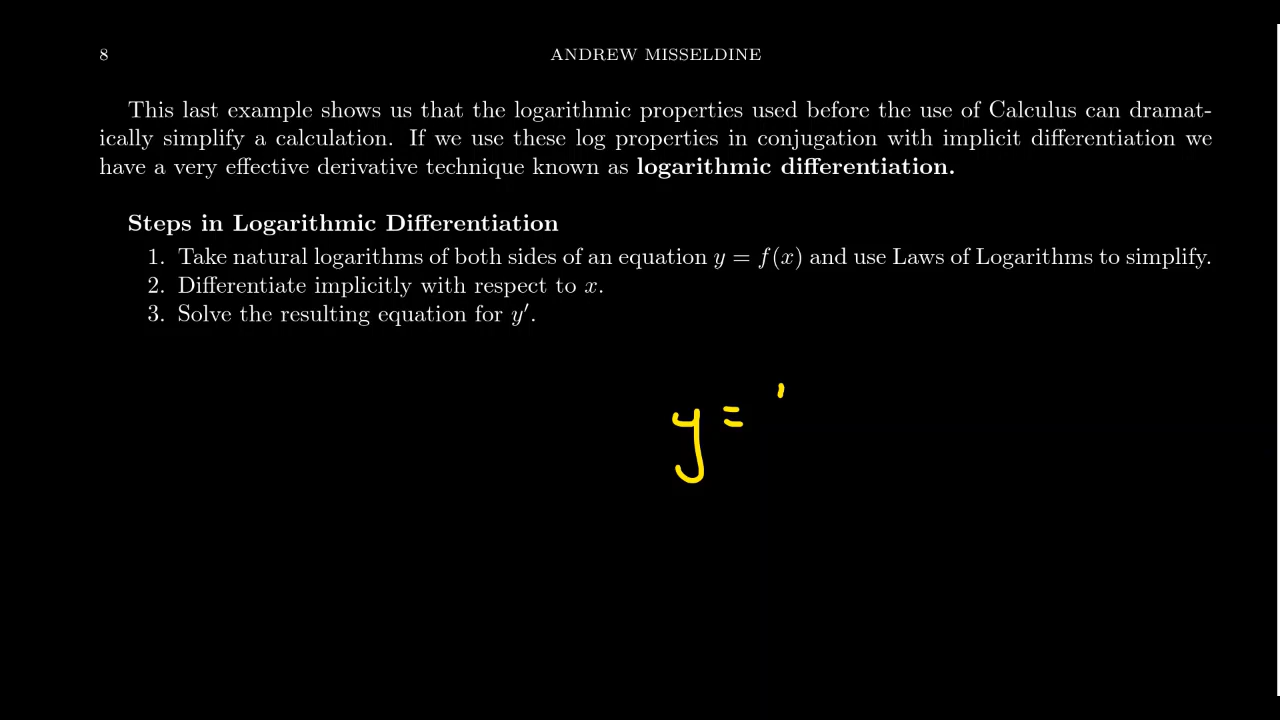 8 ANDREW MISSELDINE
This last example shows us that the logarithmic properties used before the use of Calculus can dramat-
ically simplify a calculation. If we use these log properties in conjugation with implicit differentiation we
have a very effective derivative technique known as logarithmic differentiation.
Steps in Logarithmic Differentiation
1. Take natural logarithms of both sides of an equation y = f(x) and use Laws of Logarithms to simplify.
2. Differentiate implicitly with respect to x.
3. Solve the resulting equation for y′.
y =